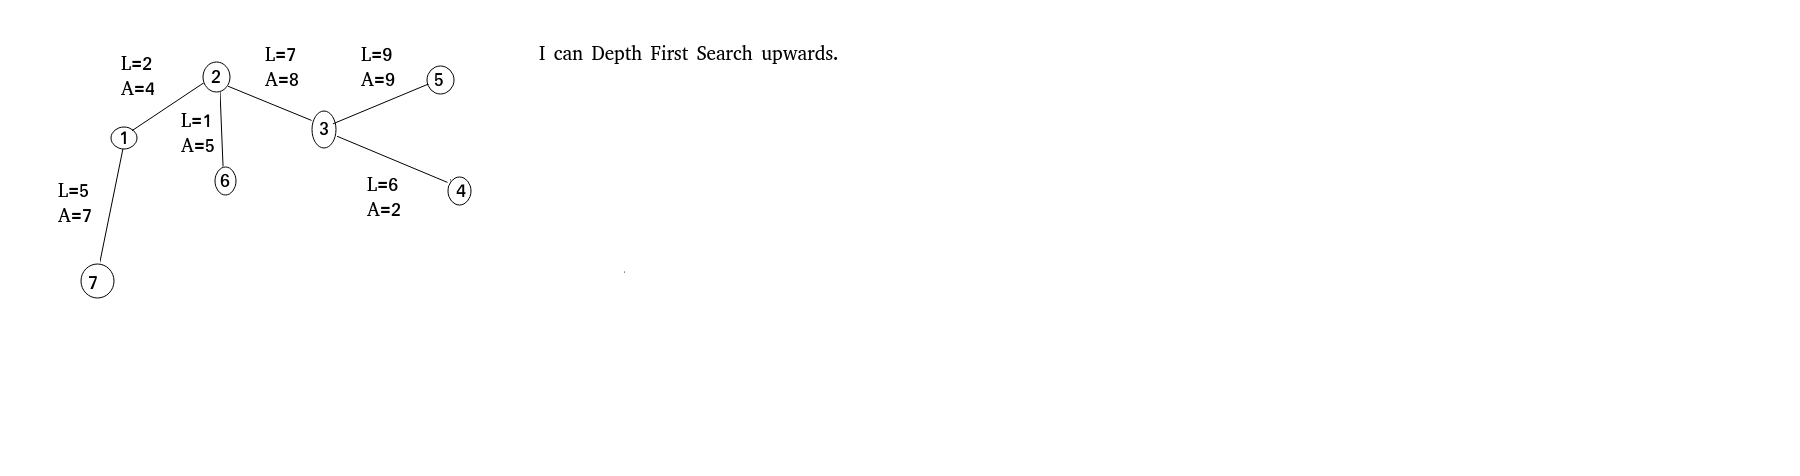 L=7
L=9
I can Depth First Search upwards.
L=2
A=4
2
A=8
A=9
5
L=1
A=5
3
1
L=5
A=7
6
L=6
A=2
4
7